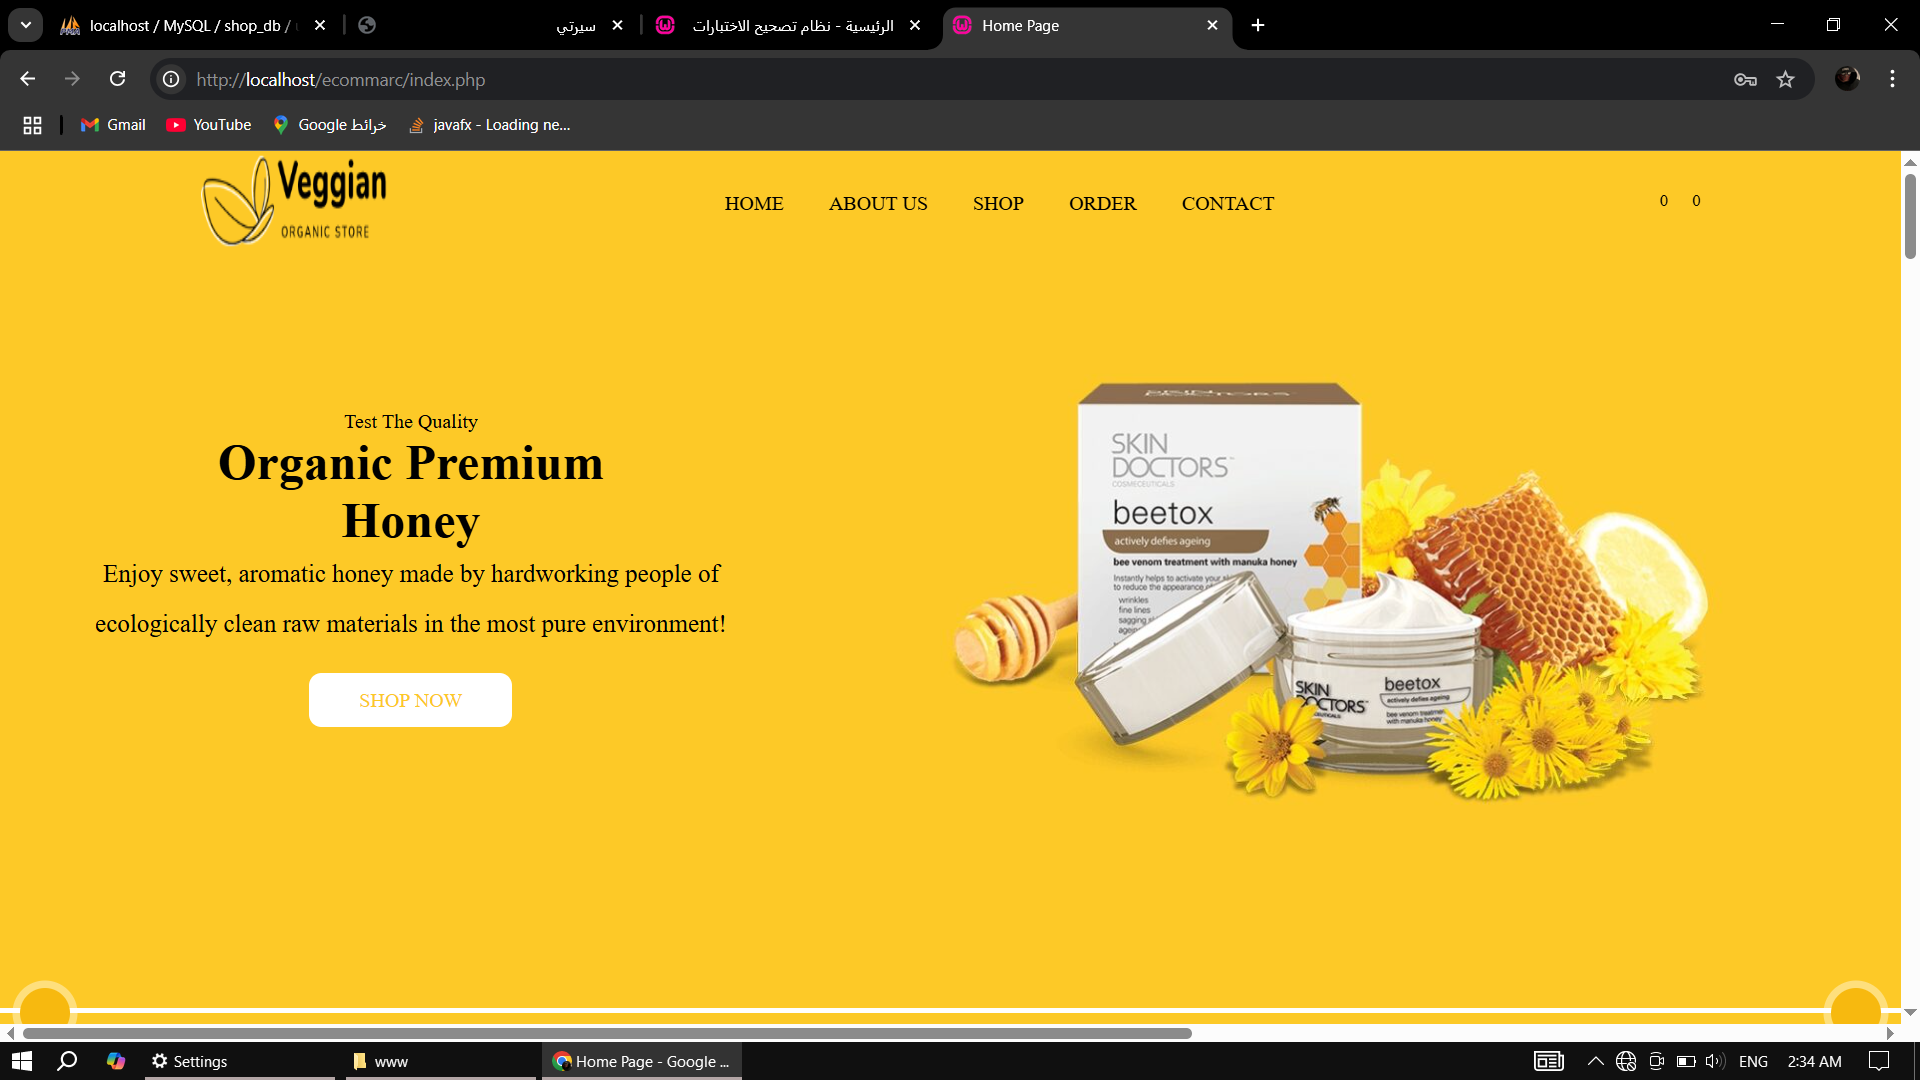 localhost / MySQL / shop_db /
سيرتي
الرئيسية - نظام تصحيح الاختبارات
Home Page
http://localhost/ecommarc/index.php
Gmail
YouTube
Google خرائط
javafx - Loading ne...
Veggian
ORGANIC STORE
HOME
ABOUT US
SHOP
ORDER
CONTACT
0 0
Test The Quality
Organic Premium
Honey
Enjoy sweet, aromatic honey made by hardworking people of
ecologically clean raw materials in the most pure environment!
SHOP NOW
SKIN
DOCTORS™
COSMECEUTICALS
beetox
actively defies ageing
bee venom treatment with manuka honey
Instantly helps to activate your
to reduce the appearance
wrinkles
fine lines
sagging
SKIN
DOCTORS™
beetox
actively defies ageing
bee venom treatment
with manuka honey
Settings
www
Home Page - Google ...
ENG
2:34 AM